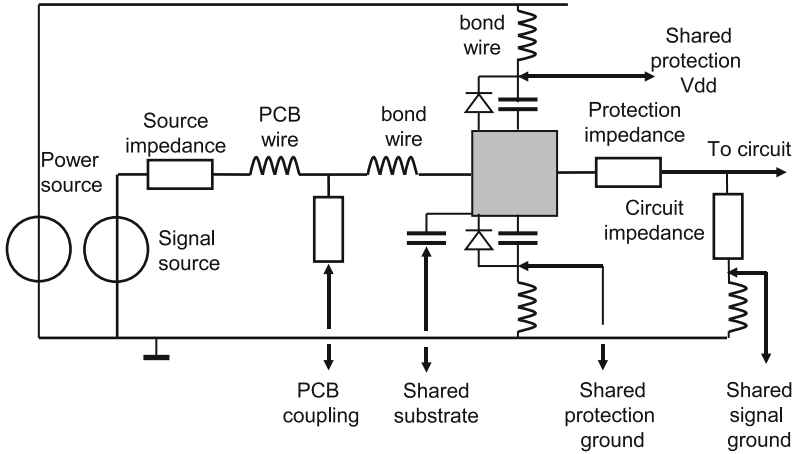 bond
wire
Shared
protection
Vdd
Source
impedance
PCB
wire
bond
wire
Protection
impedance
To circuit
Power
source
Signal
source
Circuit
impedance
PCB
coupling
Shared
substrate
Shared
protection
ground
Shared
signal
ground